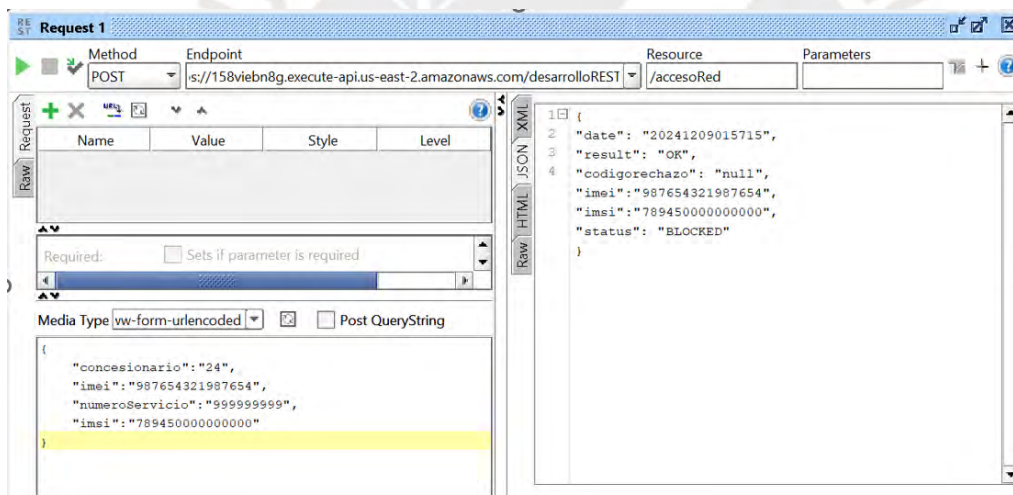 RE
ST
Request 1
Method
Endpoint
Resource
Parameters
POST
s://158viebn8g.execute-api.us-east-2.amazonaws.com/desarrolloREST
/accesoRed
Request
Raw
Name
Value
Style
Level
Required:
Sets if parameter is required
Media Type
vw-form-urlencoded
Post QueryString
{
"concesionario":"24",
"imei":"987654321987654",
"numeroServicio":"999999999",
"imsi":"789450000000000"
}
XML
JSON
HTML
Raw
1 {
2 "date": "20241209015715",
3 "result": "OK",
4 "codigorechazo": "null",
"imei":"987654321987654",
"imsi":"789450000000000",
"status": "BLOCKED"
}